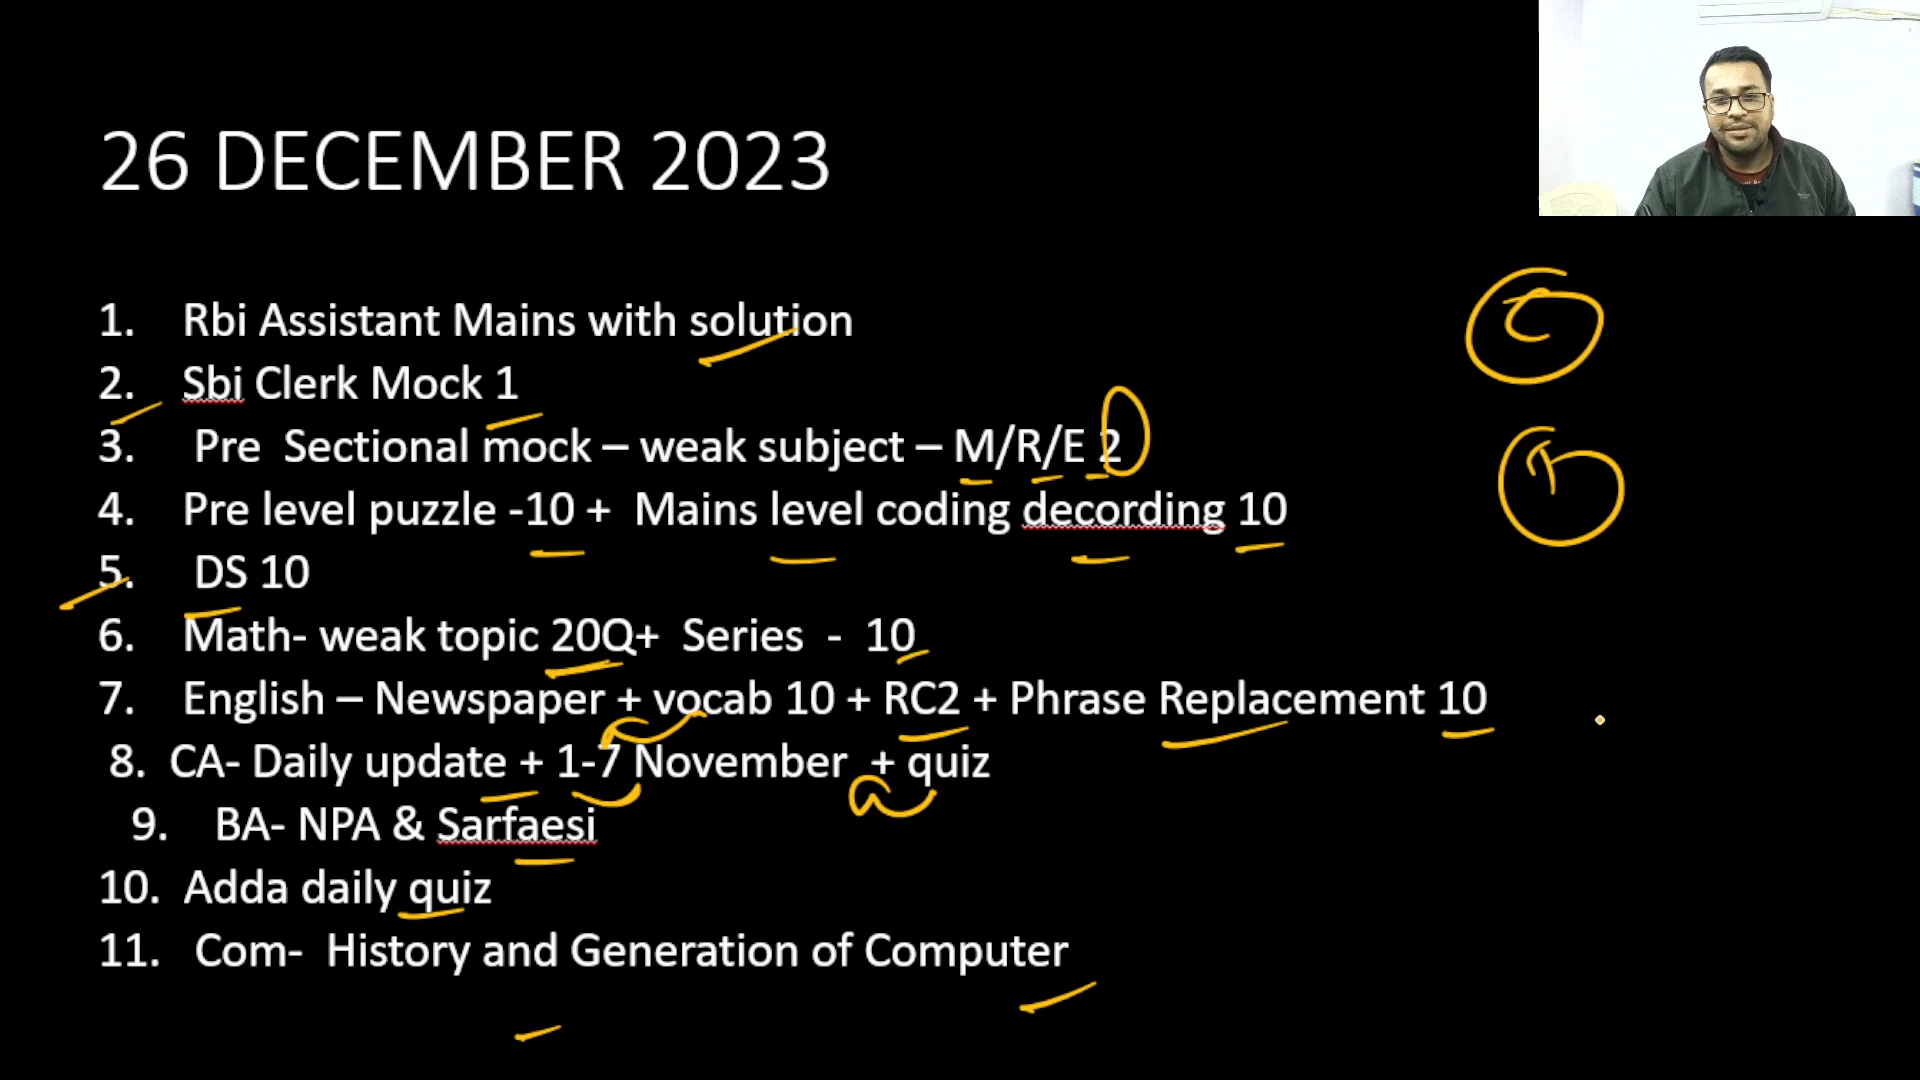 26 DECEMBER 2023
1. Rbi Assistant Mains with solution
2. Sbi Clerk Mock 1
3. Pre Sectional mock – weak subject – M/R/E 2
4. Pre level puzzle -10 + Mains level coding decording 10
5. DS 10
6. Math- weak topic 20Q+ Series - 10
7. English – Newspaper + vocab 10 + RC2 + Phrase Replacement 10
8. CA- Daily update + 1-7 November + quiz
9. BA- NPA & Sarfaesi
10. Adda daily quiz
11. Com- History and Generation of Computer